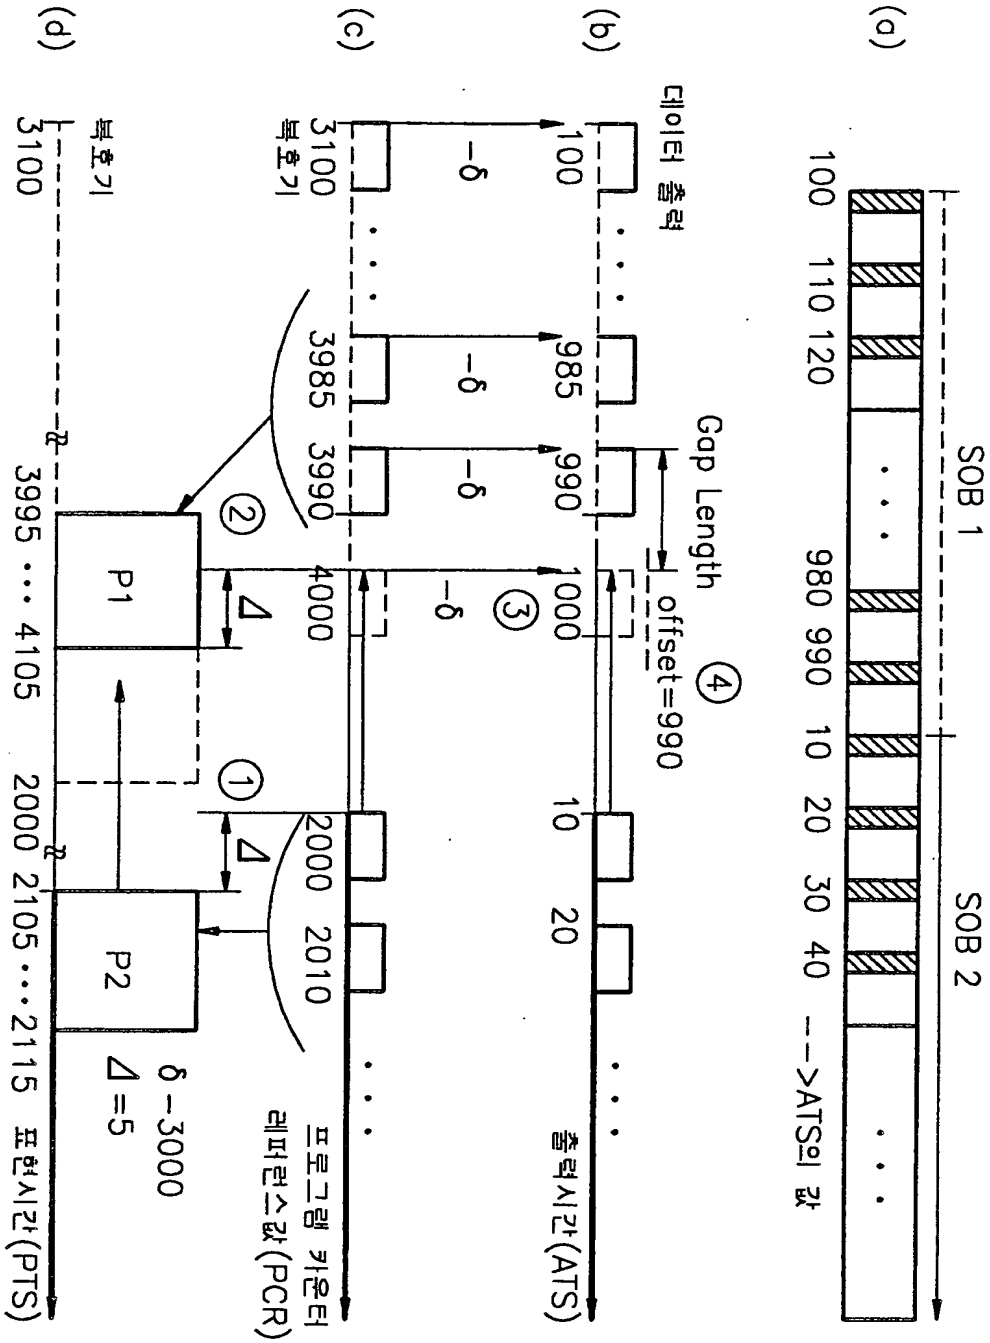 (a)
SOB 1
SOB 2
100 110 120 ... 980 990 10 20 30 40 --->ATS의 값
...
(b)
데이터 출력
Gap Length
offset=990
④
100 ... 985 990 1000 10 20 ...
출력시간(ATS)
-δ -δ -δ -δ
③
(c)
복호기
3100 ... 3985 3990 4000 2000 2010 ...
프로그램 카운터
레퍼런스값(PCR)
② Δ ① Δ
(d)
복호기
P1 P2
δ-3000
Δ=5
3100 3995 ... 4105 2000 2105 .... 2115 표현시간(PTS)